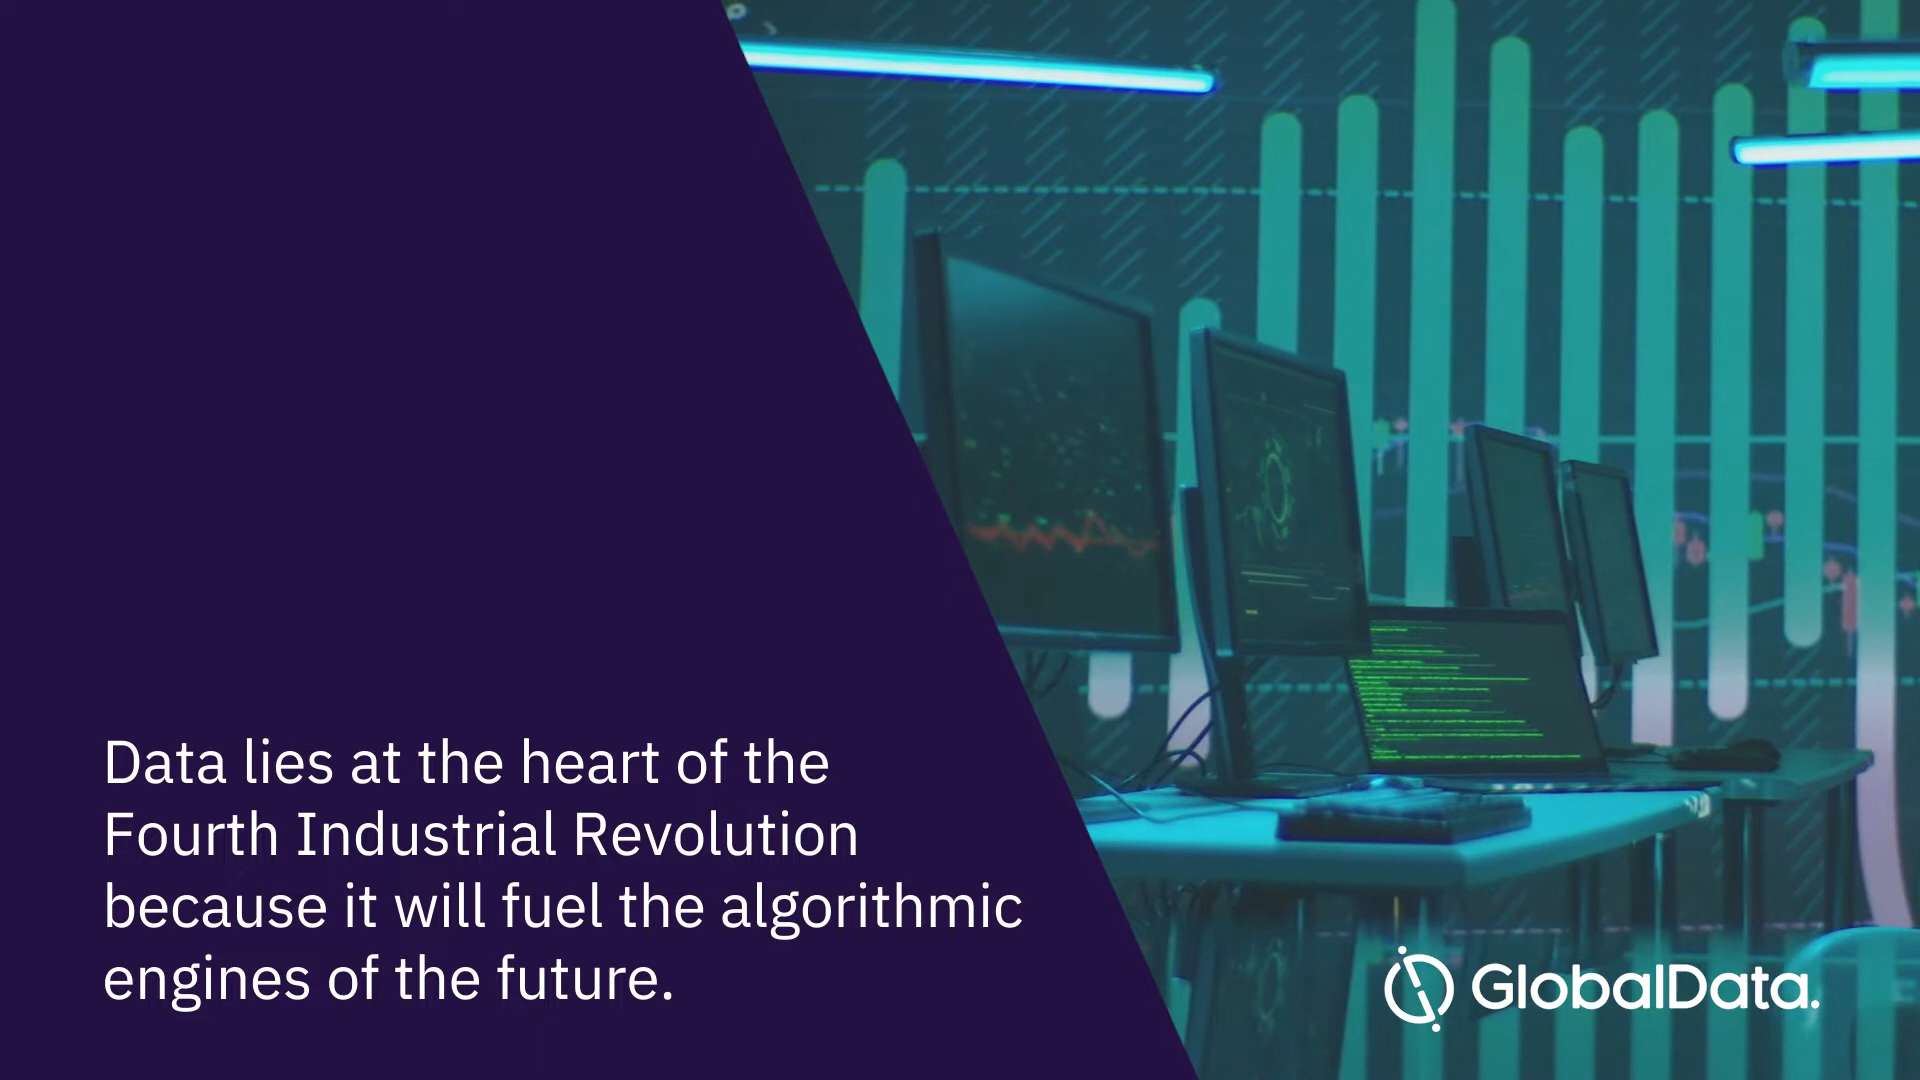 Data lies at the heart of the
Fourth Industrial Revolution
because it will fuel the algorithmic
engines of the future.
GlobalData.